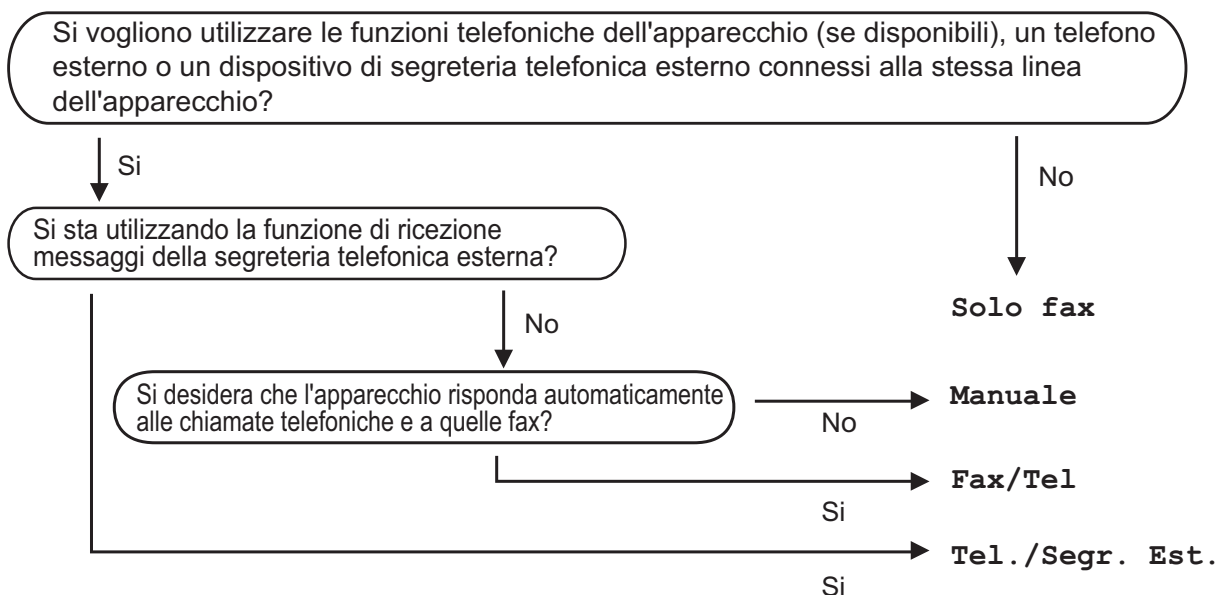 Si vogliono utilizzare le funzioni telefoniche dell'apparecchio (se disponibili), un telefono
esterno o un dispositivo di segreteria telefonica esterno connessi alla stessa linea
dell'apparecchio?
Si
No
Si sta utilizzando la funzione di ricezione
messaggi della segreteria telefonica esterna?
Solo fax
No
Si desidera che l'apparecchio risponda automaticamente
alle chiamate telefoniche e a quelle fax?
No
Manuale
Si
Fax/Tel
Si
Tel./Segr. Est.